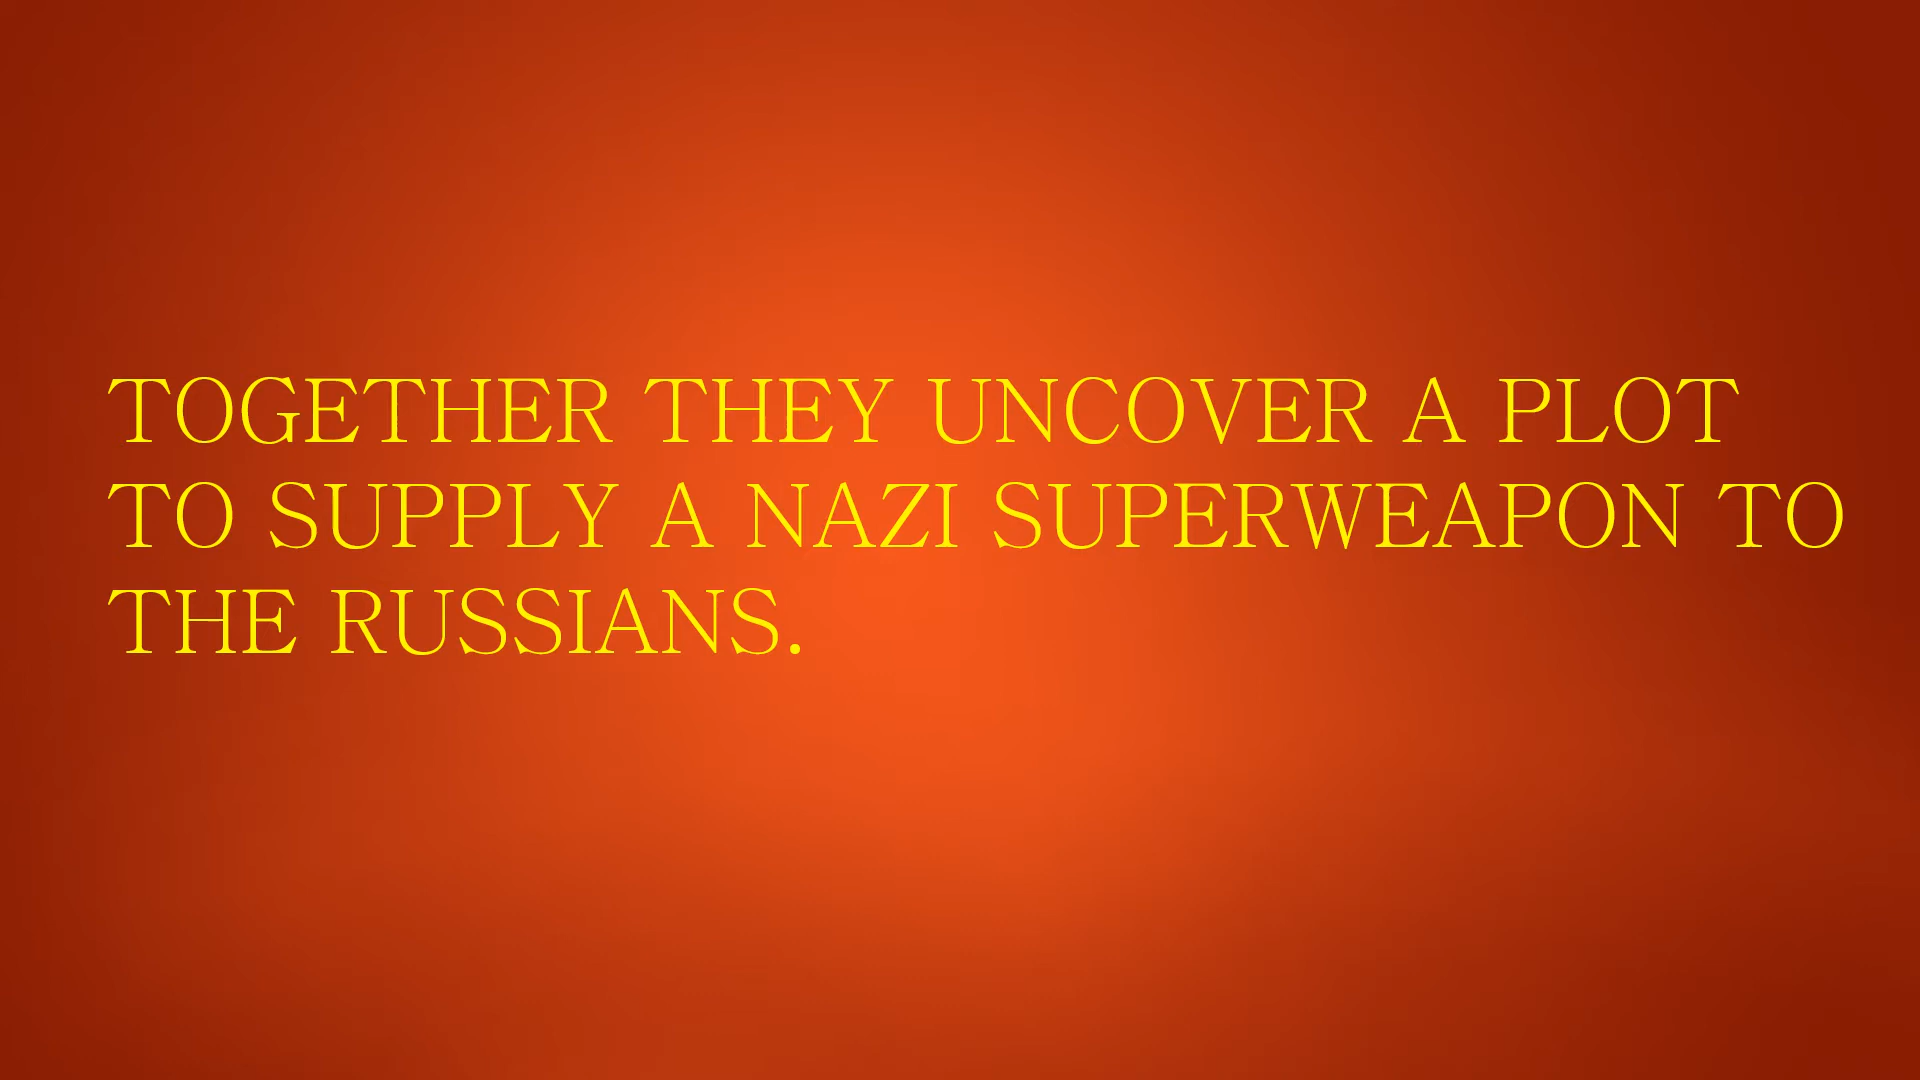 TOGETHER THEY UNCOVER A PLOT
TO SUPPLY A NAZI SUPERWEAPON TO
THE RUSSIANS.